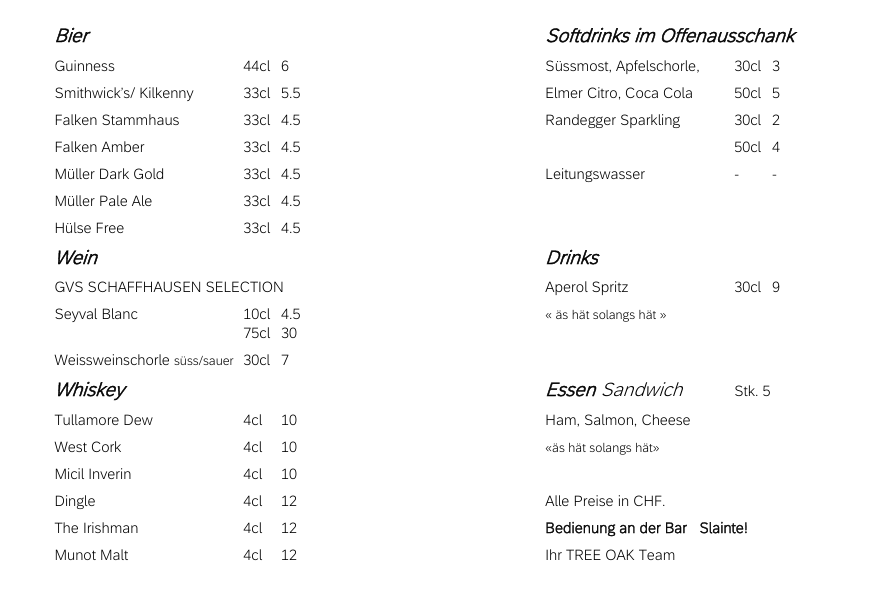 Bier
Guinness 44cl 6
Smithwick's/ Kilkenny 33cl 5.5
Falken Stammhaus 33cl 4.5
Falken Amber 33cl 4.5
Müller Dark Gold 33cl 4.5
Müller Pale Ale 33cl 4.5
Hülse Free 33cl 4.5
Wein
GVS SCHAFFHAUSEN SELECTION
Seyval Blanc 10cl 4.5
75cl 30
Weissweinschorle süss/sauer 30cl 7
Whiskey
Tullamore Dew 4cl 10
West Cork 4cl 10
Micil Inverin 4cl 10
Dingle 4cl 12
The Irishman 4cl 12
Munot Malt 4cl 12
Softdrinks im Offenausschank
Süssmost, Apfelschorle, 30cl 3
Elmer Citro, Coca Cola 50cl 5
Randegger Sparkling 30cl 2
50cl 4
Leitungswasser - -
Drinks
Aperol Spritz 30cl 9
« äs hät solangs hät »
Essen Sandwich Stk. 5
Ham, Salmon, Cheese
«äs hät solangs hät»
Alle Preise in CHF.
Bedienung an der Bar Slainte!
Ihr TREE OAK Team